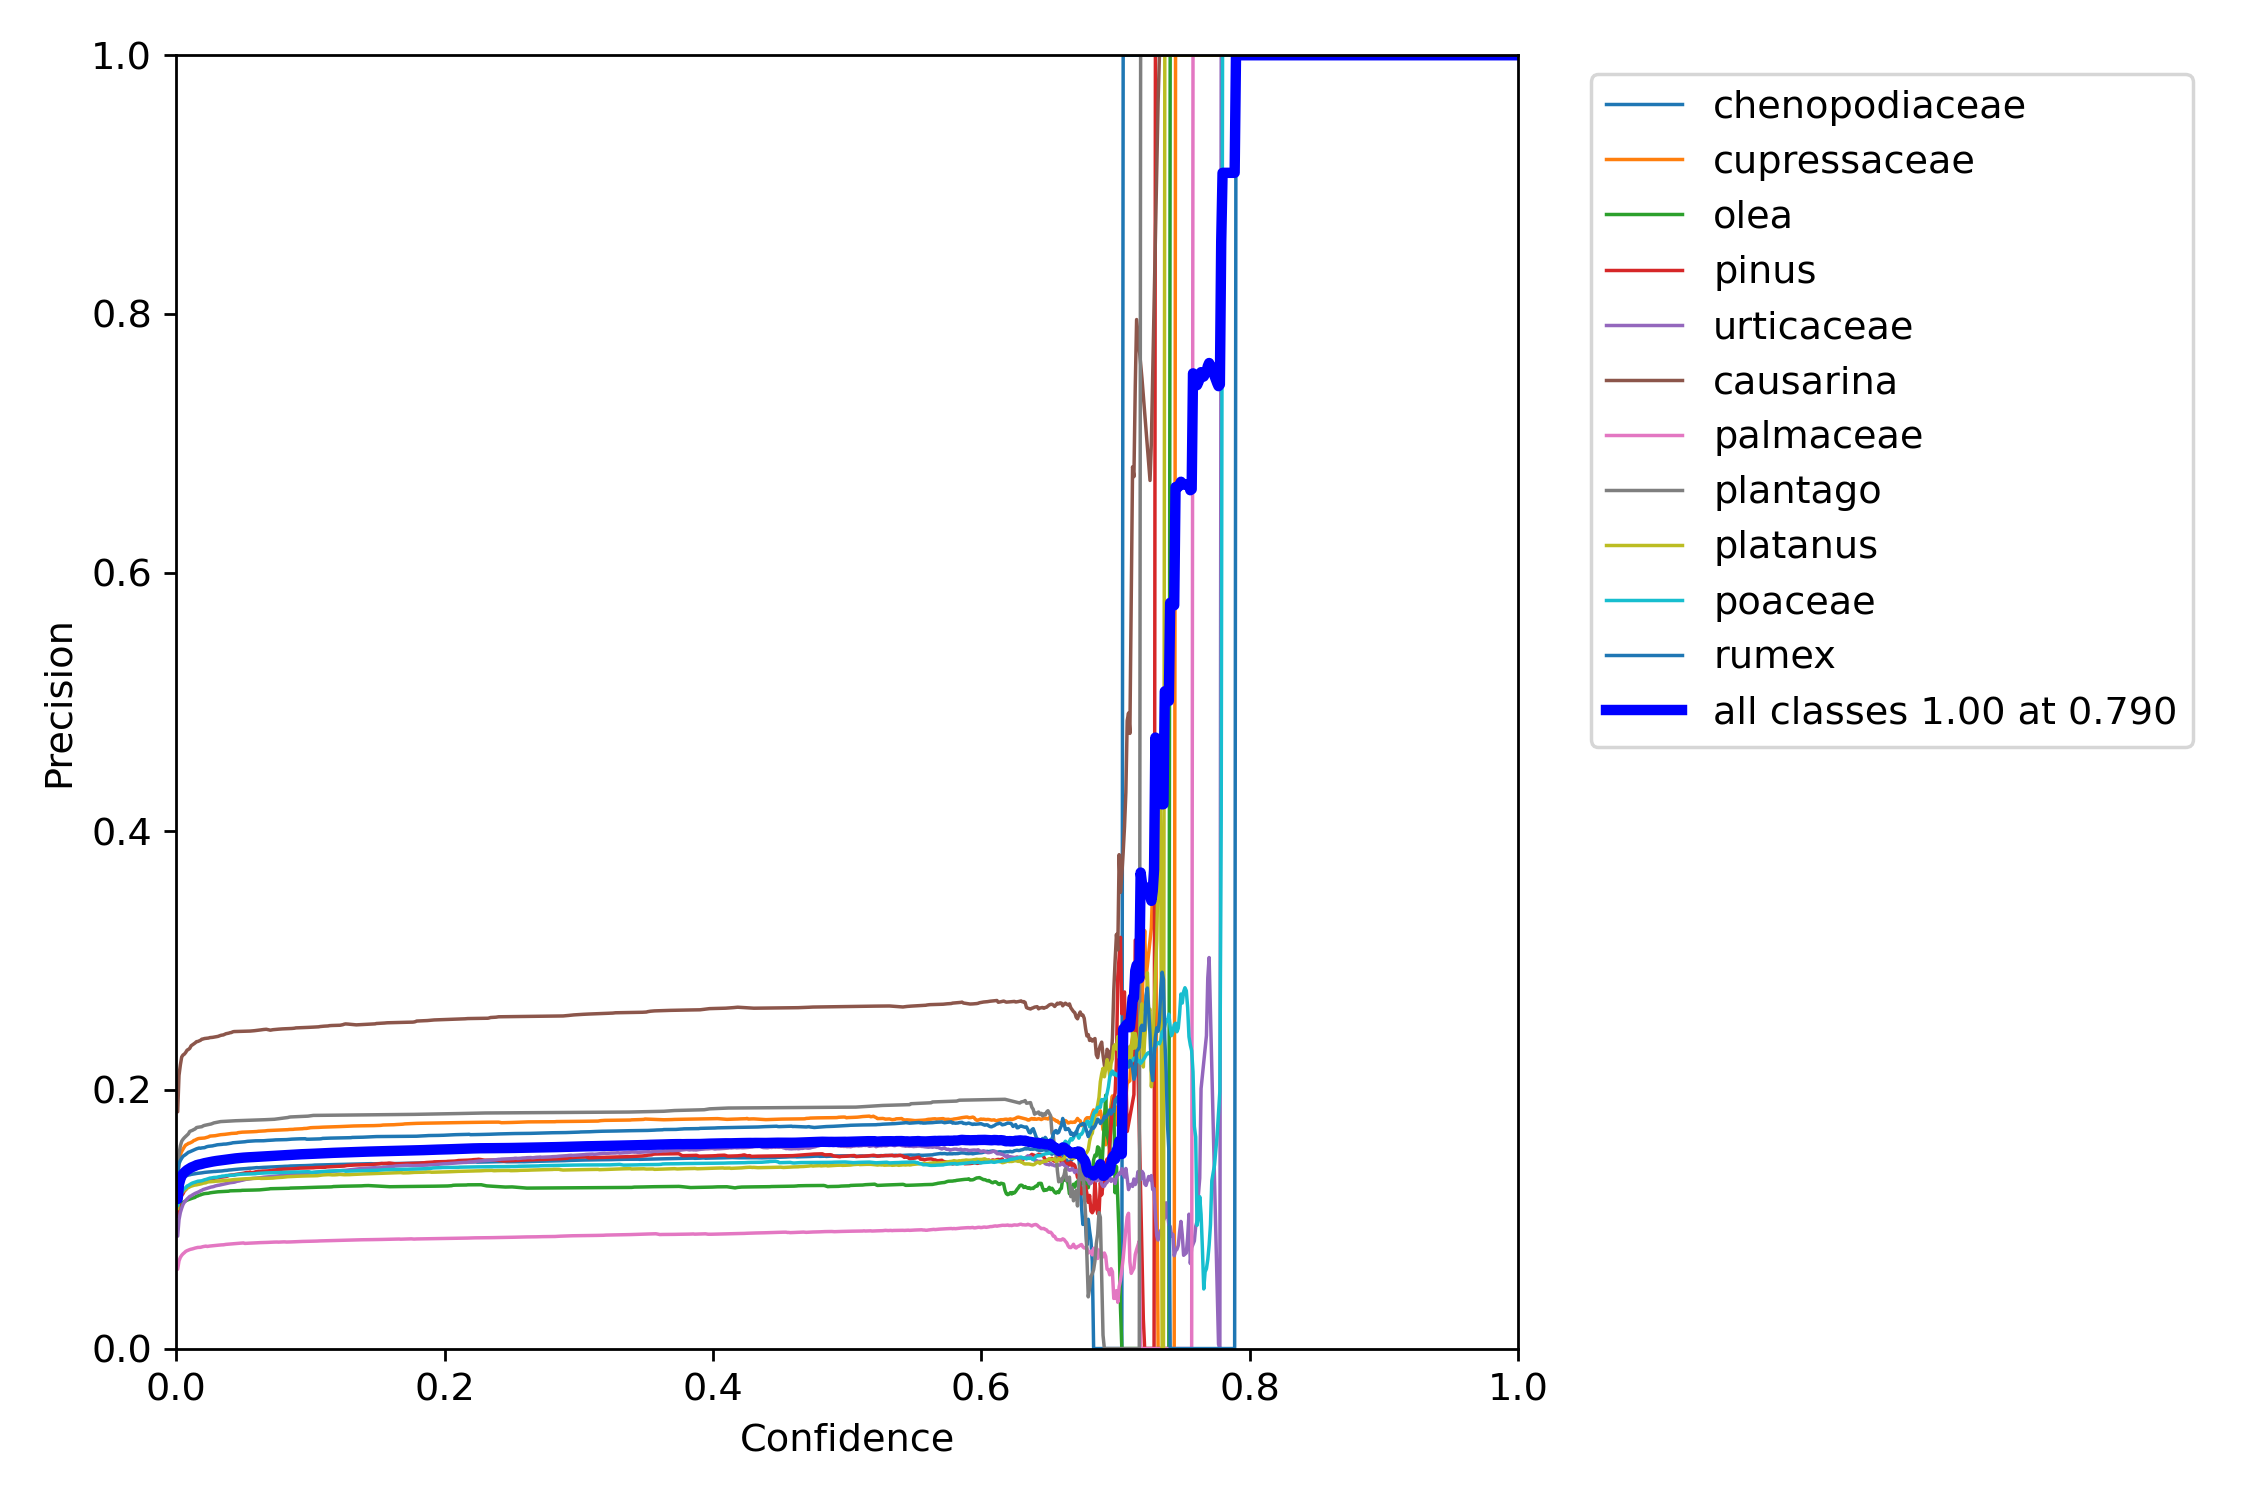 1.0
0.8
0.6
0.4
0.2
0.0
Precision
0.0 0.2 0.4 0.6 0.8 1.0
Confidence
chenopodiaceae
cupressaceae
olea
pinus
urticaceae
causarina
palmaceae
plantago
platanus
poaceae
rumex
all classes 1.00 at 0.790